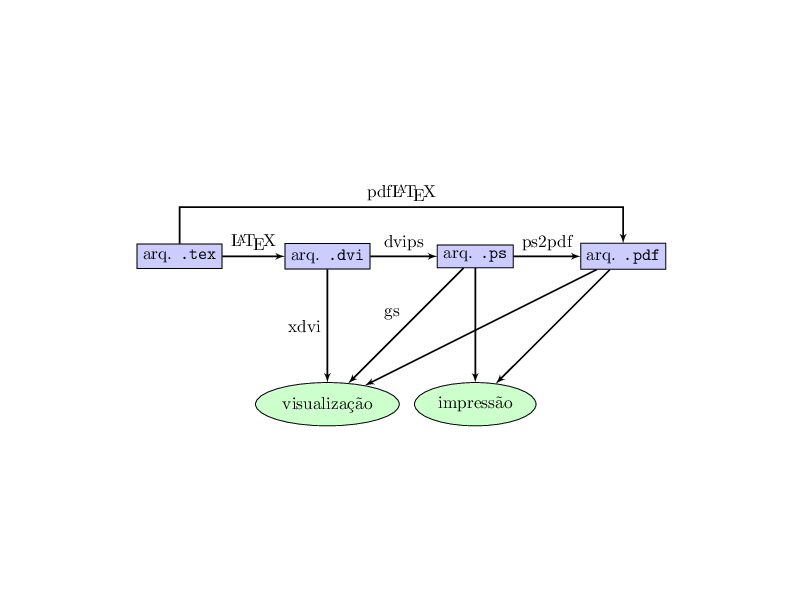 pdfLATEX
LATEX
dvips
ps2pdf
arq. .tex
arq. .dvi
arq. .ps
arq. .pdf
gs
xdvi
visualização
impressão